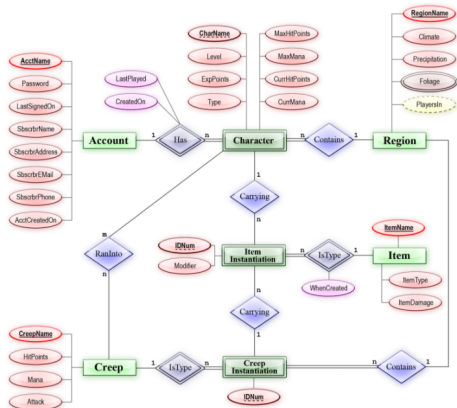 RegionName
CharName
MaxHitPoints
Climate
AcctName
Level
MaxMana
Precipitation
Password
LastPlayed
ExpPoints
CurrHitPoints
Foliage
LastSignedOn
CreatedOn
Type
CurrMana
PlayersIn
SbscrbrName
Account
1
Has
n
Character
n
Contains
1
Region
SbscrbrAddress
SbscrbrEMail
1
SbscrbrPhone
Carrying
AcctCreatedOn
m
n
ItemName
RanInto
IDNum
Item Instantiation
n
IsType
1
Item
Modifier
n
n
WhenCreated
ItemType
ItemDamage
Carrying
CreepName
1
HitPoints
Creep
1
IsType
n
Creep Instantiation
n
Contains
1
Mana
Attack
IDNum